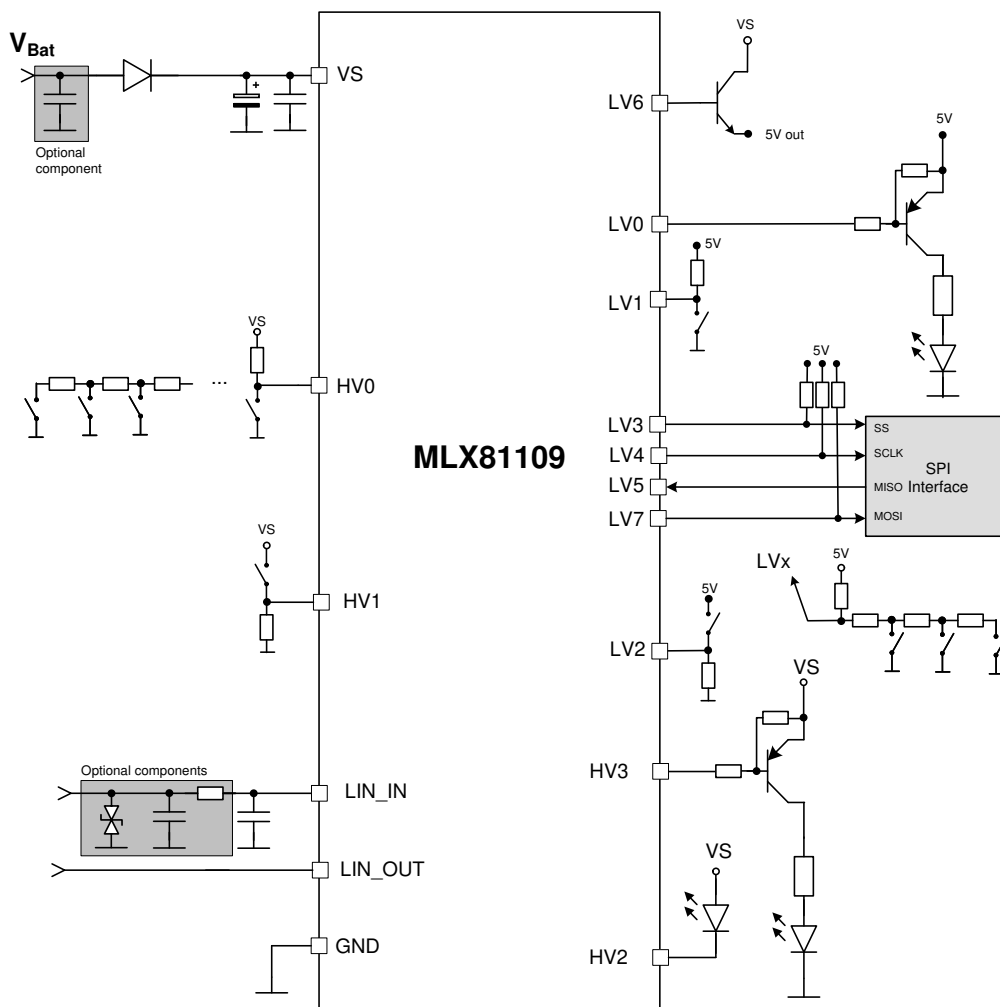 V_Bat
VS
+
Optional
component
VS
HV0
...
VS
HV1
Optional components
LIN_IN
LIN_OUT
GND
MLX81109
VS
LV6
5V out
5V
LV0
5V
LV1
5V
LV3
SS
LV4
SCLK
SPI
Interface
LV5
MISO
LV7
MOSI
LVx
5V
5V
LV2
VS
HV3
VS
HV2